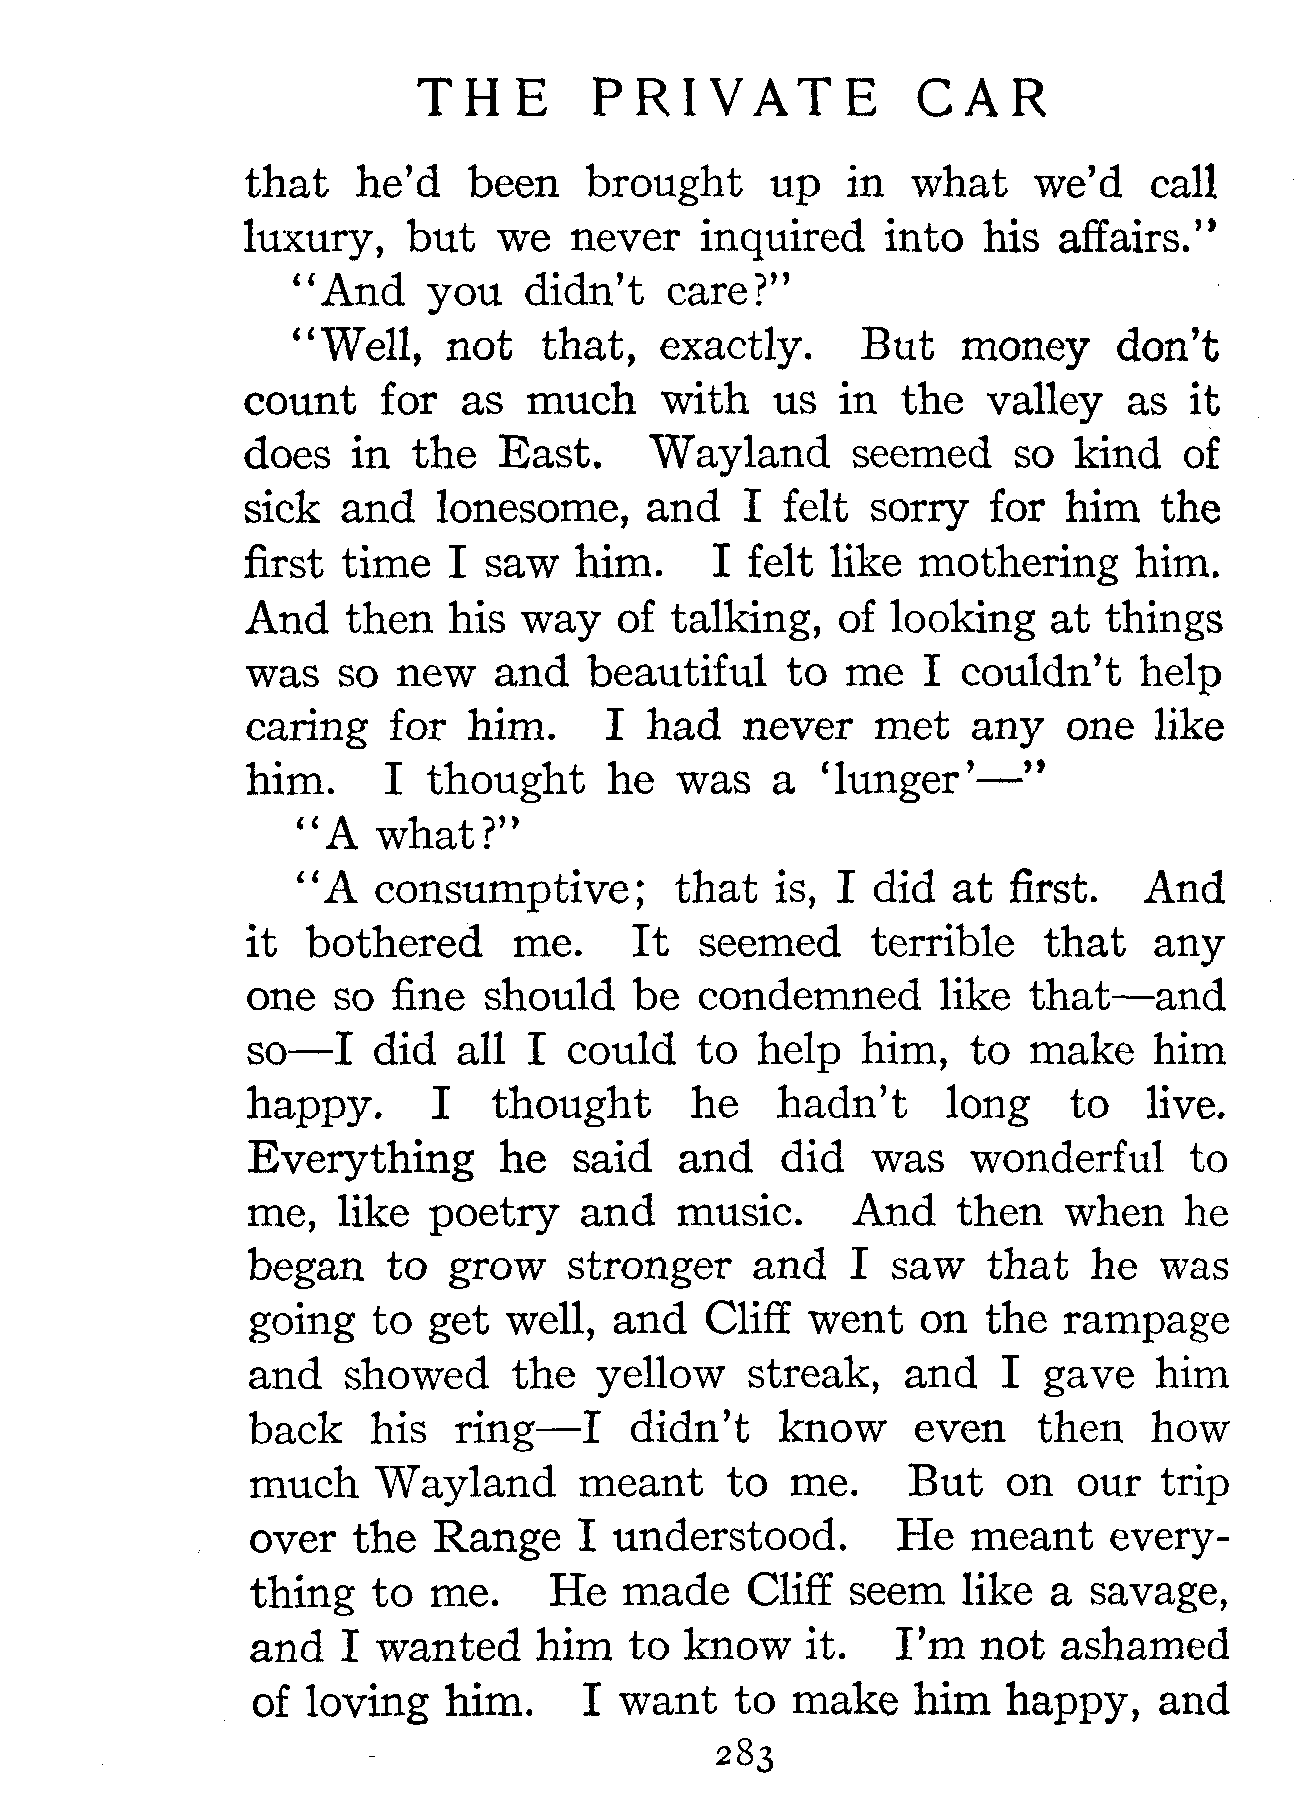 THE PRIVATE CAR
that he'd been brought up in what we'd call
luxury, but we never inquired into his affairs."
"And you didn't care?"
"Well, not that, exactly. But money don't
count for as much with us in the valley as it
does in the East. Wayland seemed so kind of
sick and lonesome, and I felt sorry for him the
first time I saw him. I felt like mothering him.
And then his way of talking, of looking at things
was so new and beautiful to me I couldn't help
caring for him. I had never met any one like
him. I thought he was a 'lunger'—"
"A what?"
"A consumptive; that is, I did at first. And
it bothered me. It seemed terrible that any
one so fine should be condemned like that—and
so—I did all I could to help him, to make him
happy. I thought he hadn't long to live.
Everything he said and did was wonderful to
me, like poetry and music. And then when he
began to grow stronger and I saw that he was
going to get well, and Cliff went on the rampage
and showed the yellow streak, and I gave him
back his ring—I didn't know even then how
much Wayland meant to me. But on our trip
over the Range I understood. He meant every-
thing to me. He made Cliff seem like a savage,
and I wanted him to know it. I'm not ashamed
of loving him. I want to make him happy, and
283